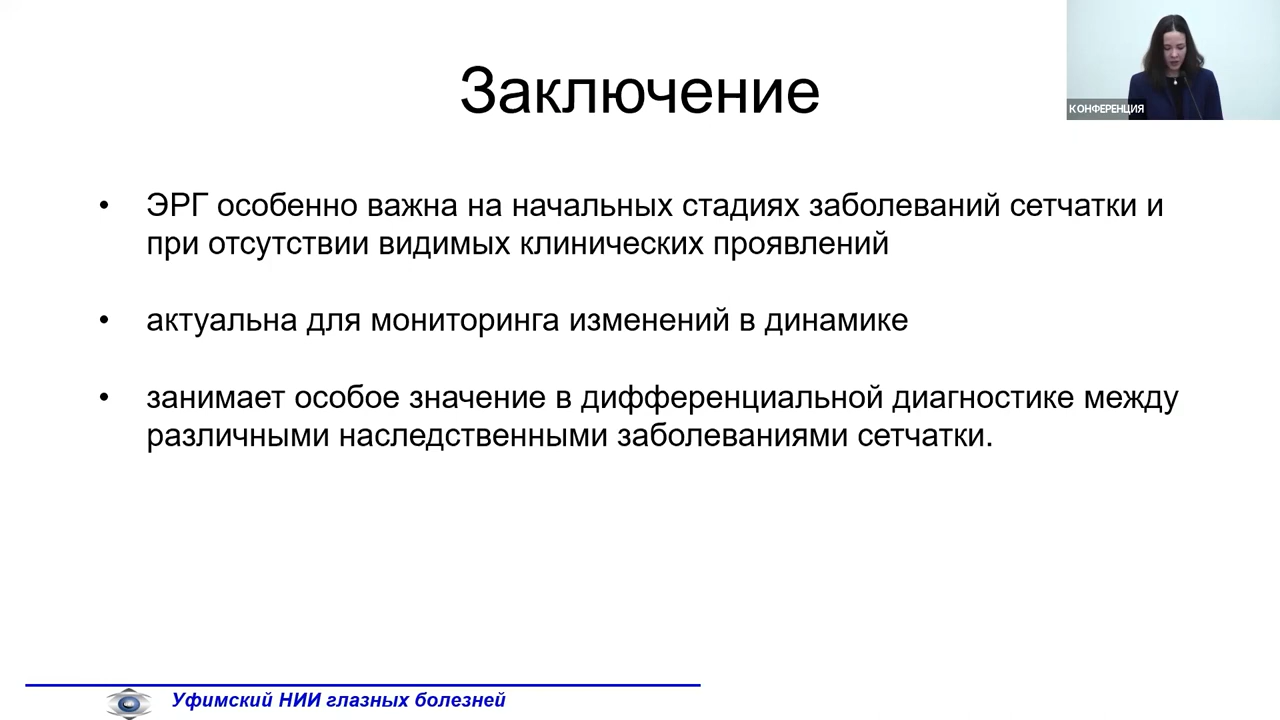 Заключение
КОНФЕРЕНЦИЯ
• ЭРГ особенно важна на начальных стадиях заболеваний сетчатки и
при отсутствии видимых клинических проявлений
• актуальна для мониторинга изменений в динамике
• занимает особое значение в дифференциальной диагностике между
различными наследственными заболеваниями сетчатки.
Уфимский НИИ глазных болезней